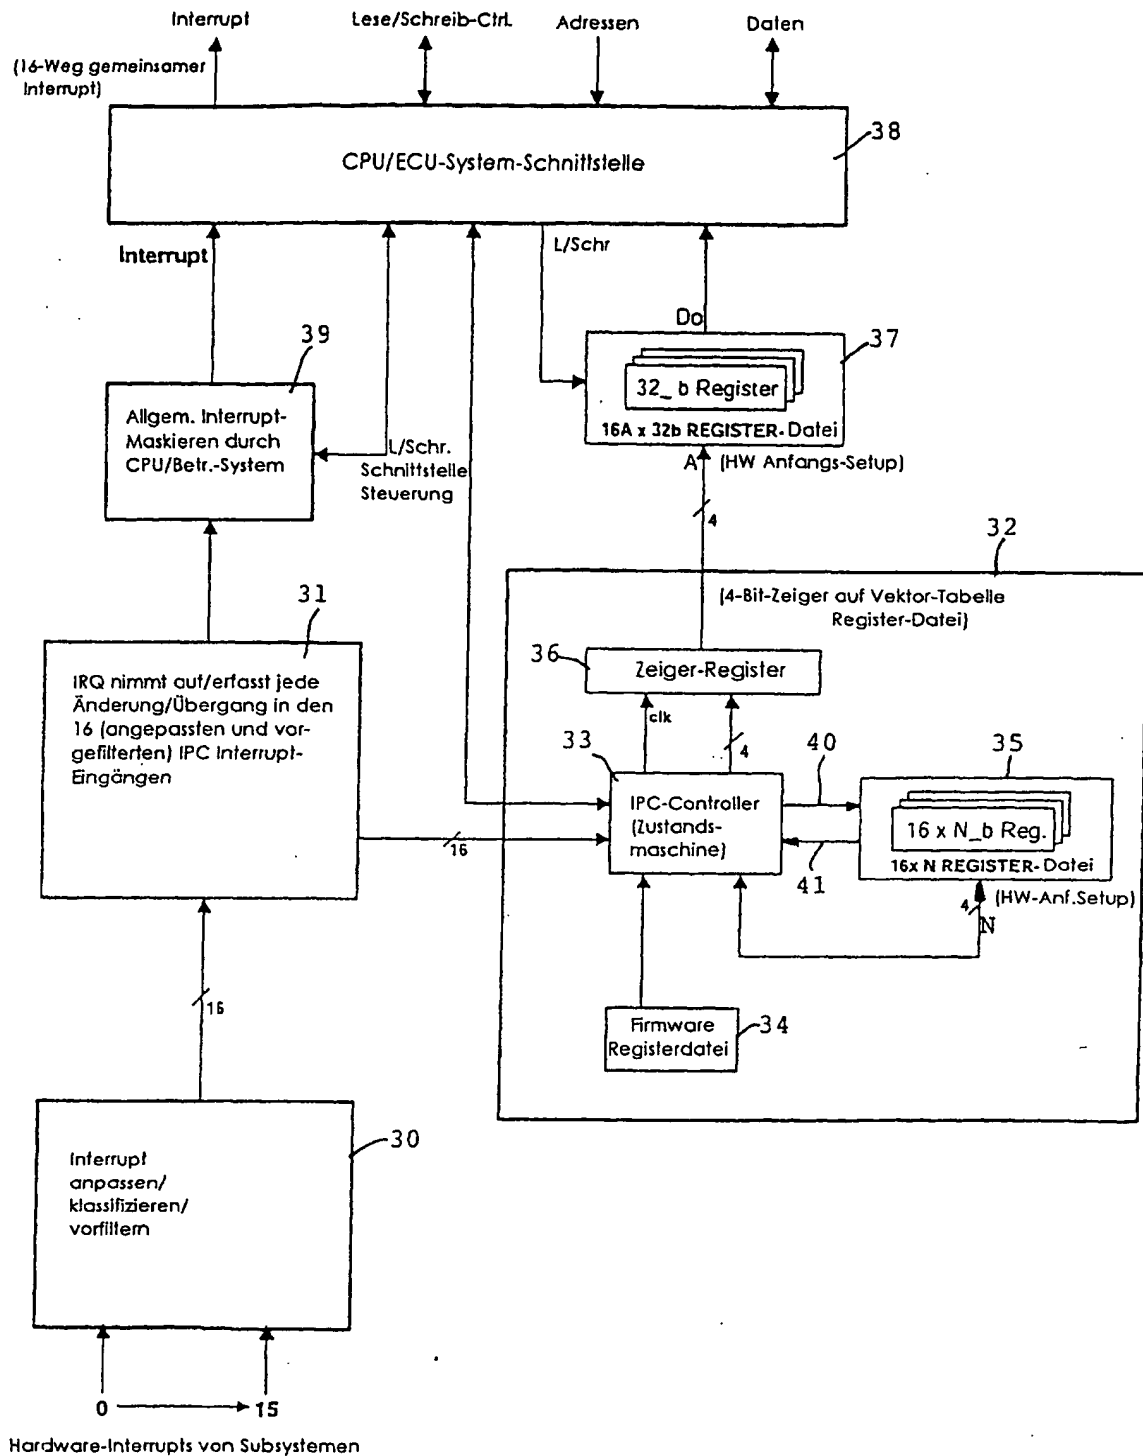 Interrupt
Lese/Schreib-Ctrl.
Adressen
Daten
(16-Weg gemeinsamer
Interrupt)
38
CPU/ECU-System-Schnittstelle
Interrupt
L/Schr
Do
37
39
32_ b Register
16A x 32b REGISTER-Datei
Allgem. Interrupt-
Maskieren durch
CPU/Betr.-System
L/Schr.
Schnittstelle
Steuerung
A
(HW Anfangs-Setup)
4
32
(4-Bit-Zeiger auf Vektor-Tabelle
Register-Datei)
31
36
Zeiger-Register
IRQ nimmt auf/erfasst jede
Änderung/Übergang in den
16 (angepassten und vor-
gefilterten) IPC Interrupt-
Eingängen
clk
4
33
40
35
IPC-Controller
(Zustands-
maschine)
16 x N_b Reg.
16x N REGISTER-Datei
16
41
(HW-Anf.Setup)
4
N
16
Firmware
Registerdatei
34
30
Interrupt
anpassen/
klassifizieren/
vorfiltern
0
15
Hardware-Interrupts von Subsystemen